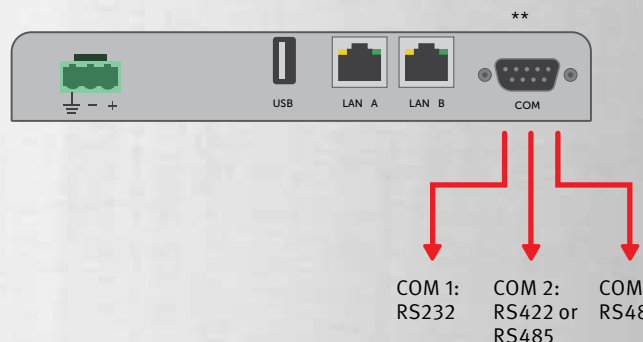 **
USB
LAN A
LAN B
COM
− +
COM 1:
RS232
COM 2:
RS422 or
RS485
COM